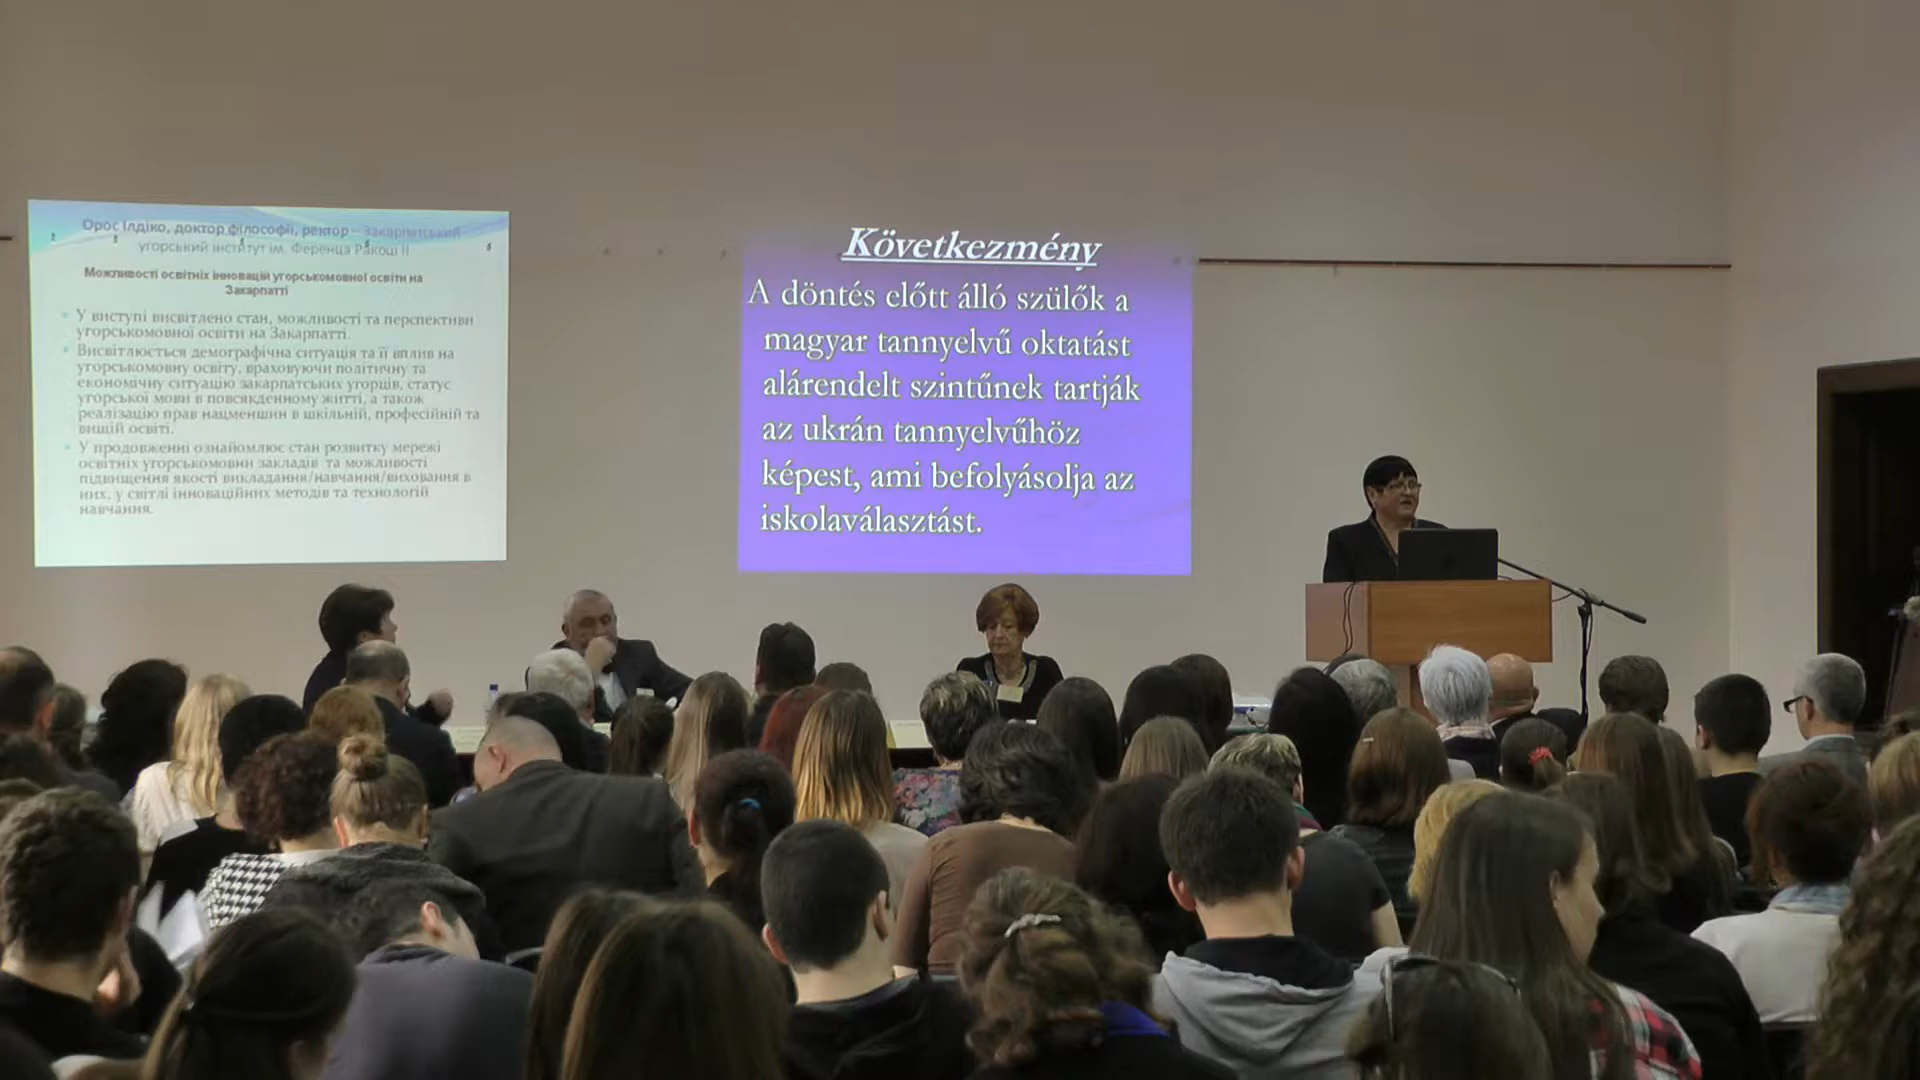 Орос Ілдіко, доктор філософії, ректор – Закарпатський
угорський інститут ім. Ференца Ракоці ІІ
Можливості освітніх інновацій угорськомовної освіти на
Закарпатті
У виступі висвітлено стан, можливості та перспективи
угорськомовної освіти на Закарпатті.
Висвітлюється демографічна ситуація та її вплив на
угорськомовну освіту, враховуючи політичну та
економічну ситуацію закарпатських угорців, статус
угорської мови в повсякденному житті, а також
реалізацію прав нацменшин в шкільній, професійній та
вищій освіті.
У продовженні ознайомлює стан розвитку мережі
освітніх угорськомовни закладів та можливості
підвищення якості викладання/навчання/виховання в
них, у світлі інноваційних методів та технологій
навчання.
Következmény
A döntés előtt álló szülők a
magyar tannyelvű oktatást
alárendelt szintűnek tartják
az ukrán tannyelvűhöz
képest, ami befolyásolja az
iskolaválasztást.